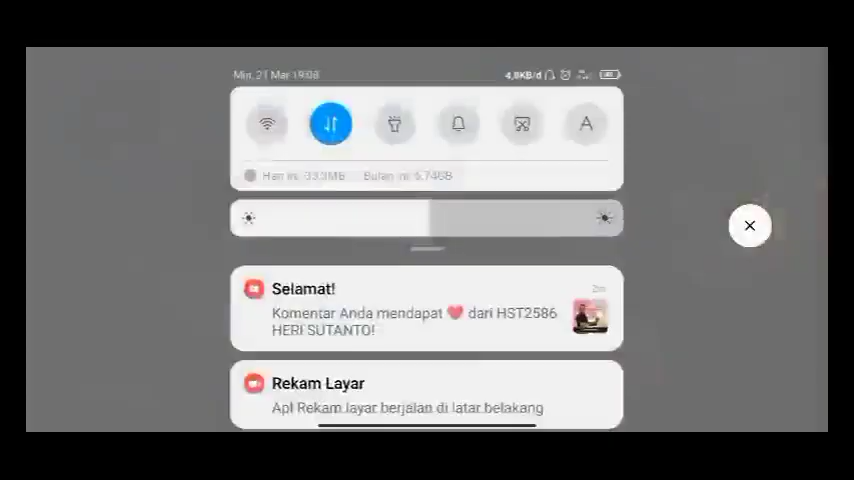 Min, 21 Mar 19:08
4,8KB/d
A
Hari ini: 33,3MB Bulan ini: 6,74GB
Selamat!
2m
Komentar Anda mendapat ❤️ dari HST2586
HERI SUTANTO!
Rekam Layar
Apl Rekam layar berjalan di latar belakang